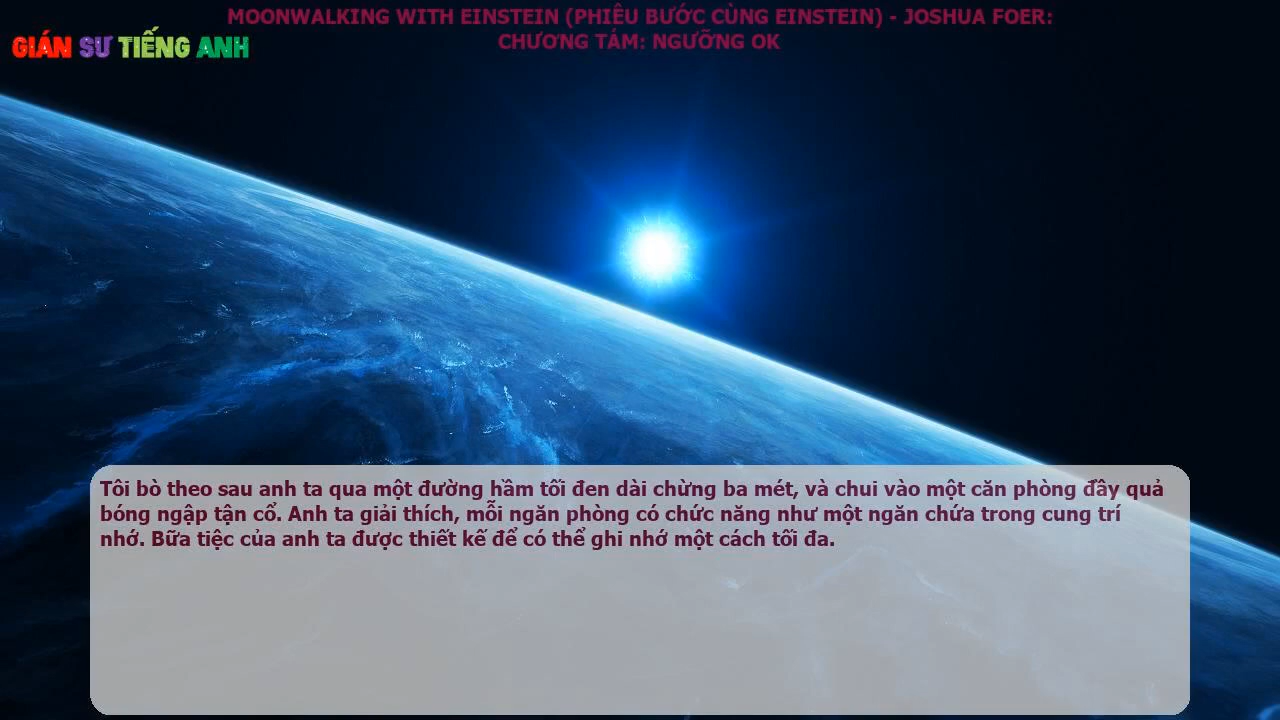 MOONWALKING WITH EINSTEIN (PHIÊU BƯỚC CÙNG EINSTEIN) - JOSHUA FOER:
CHƯƠNG TÁM: NGƯỠNG OK
GIÁN SƯ TIẾNG ANH
Tôi bò theo sau anh ta qua một đường hầm tối đen dài chừng ba mét, và chui vào một căn phòng đầy quả
bóng ngập tận cổ. Anh ta giải thích, mỗi ngăn phòng có chức năng như một ngăn chứa trong cung trí
nhớ. Bữa tiệc của anh ta được thiết kế để có thể ghi nhớ một cách tối đa.